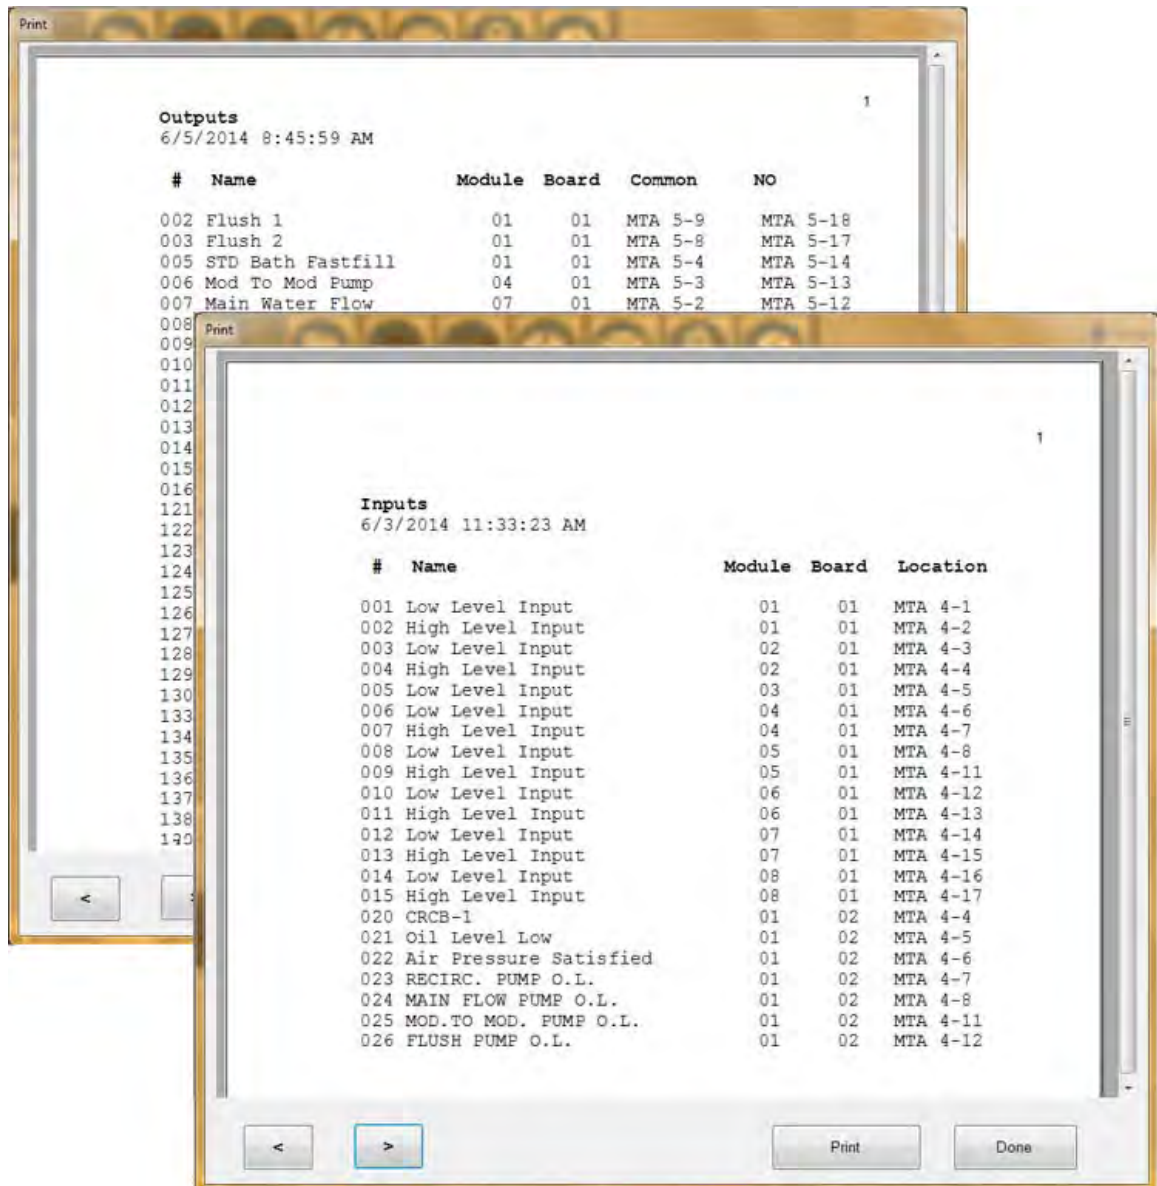 Print
1
Outputs
6/5/2014 8:45:59 AM
# Name Module Board Common NO
002 Flush 1 01 01 MTA 5-9 MTA 5-18
003 Flush 2 01 01 MTA 5-8 MTA 5-17
005 STD Bath Fastfill 01 01 MTA 5-4 MTA 5-14
006 Mod To Mod Pump 04 01 MTA 5-3 MTA 5-13
007 Main Water Flow 07 01 MTA 5-2 MTA 5-12
008
009
010
011
012
013
014
015
016
121
122
123
124
125
126
127
128
129
130
133
134
135
136
137
138
<
Print
1
Inputs
6/3/2014 11:33:23 AM
# Name Module Board Location
001 Low Level Input 01 01 MTA 4-1
002 High Level Input 01 01 MTA 4-2
003 Low Level Input 02 01 MTA 4-3
004 High Level Input 02 01 MTA 4-4
005 Low Level Input 03 01 MTA 4-5
006 Low Level Input 04 01 MTA 4-6
007 High Level Input 04 01 MTA 4-7
008 Low Level Input 05 01 MTA 4-8
009 High Level Input 05 01 MTA 4-11
010 Low Level Input 06 01 MTA 4-12
011 High Level Input 06 01 MTA 4-13
012 Low Level Input 07 01 MTA 4-14
013 High Level Input 07 01 MTA 4-15
014 Low Level Input 08 01 MTA 4-16
015 High Level Input 08 01 MTA 4-17
020 CRCB-1 01 02 MTA 4-4
021 Oil Level Low 01 02 MTA 4-5
022 Air Pressure Satisfied 01 02 MTA 4-6
023 RECIRC. PUMP O.L. 01 02 MTA 4-7
024 MAIN FLOW PUMP O.L. 01 02 MTA 4-8
025 MOD.TO MOD. PUMP O.L. 01 02 MTA 4-11
026 FLUSH PUMP O.L. 01 02 MTA 4-12
< > Print Done